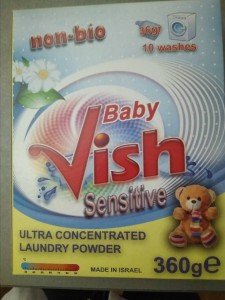 non-bio
10 washes
Baby
Vish
Sensitive
ULTRA CONCENTRATED
LAUNDRY POWDER
MADE IN ISRAEL
360g℮